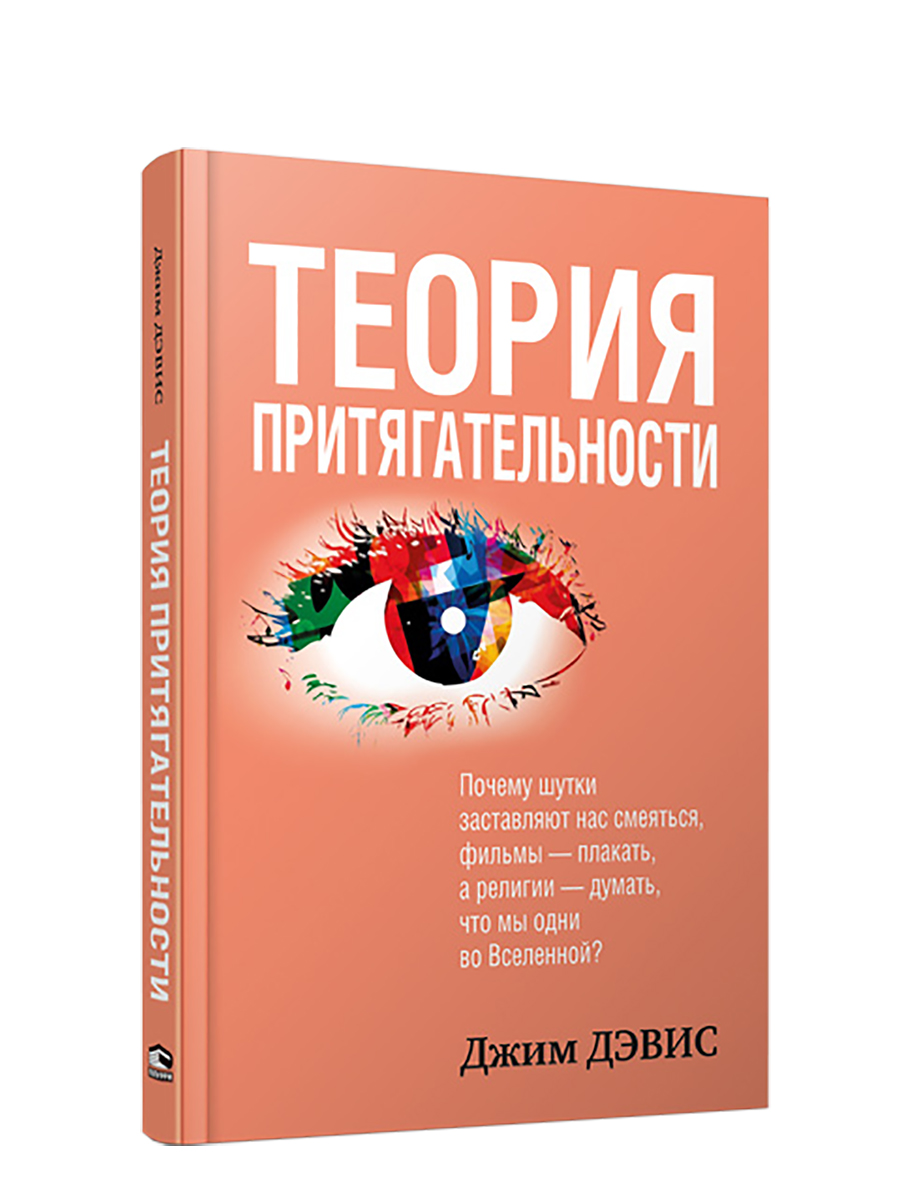 ТЕОРИЯ
ПРИТЯГАТЕЛЬНОСТИ
Почему шутки
заставляют нас смеяться,
фильмы — плакать,
а религии — думать,
что мы одни
во Вселенной?
Джим ДЭВИС
Джим ДЭВИС
ТЕОРИЯ ПРИТЯГАТЕЛЬНОСТИ